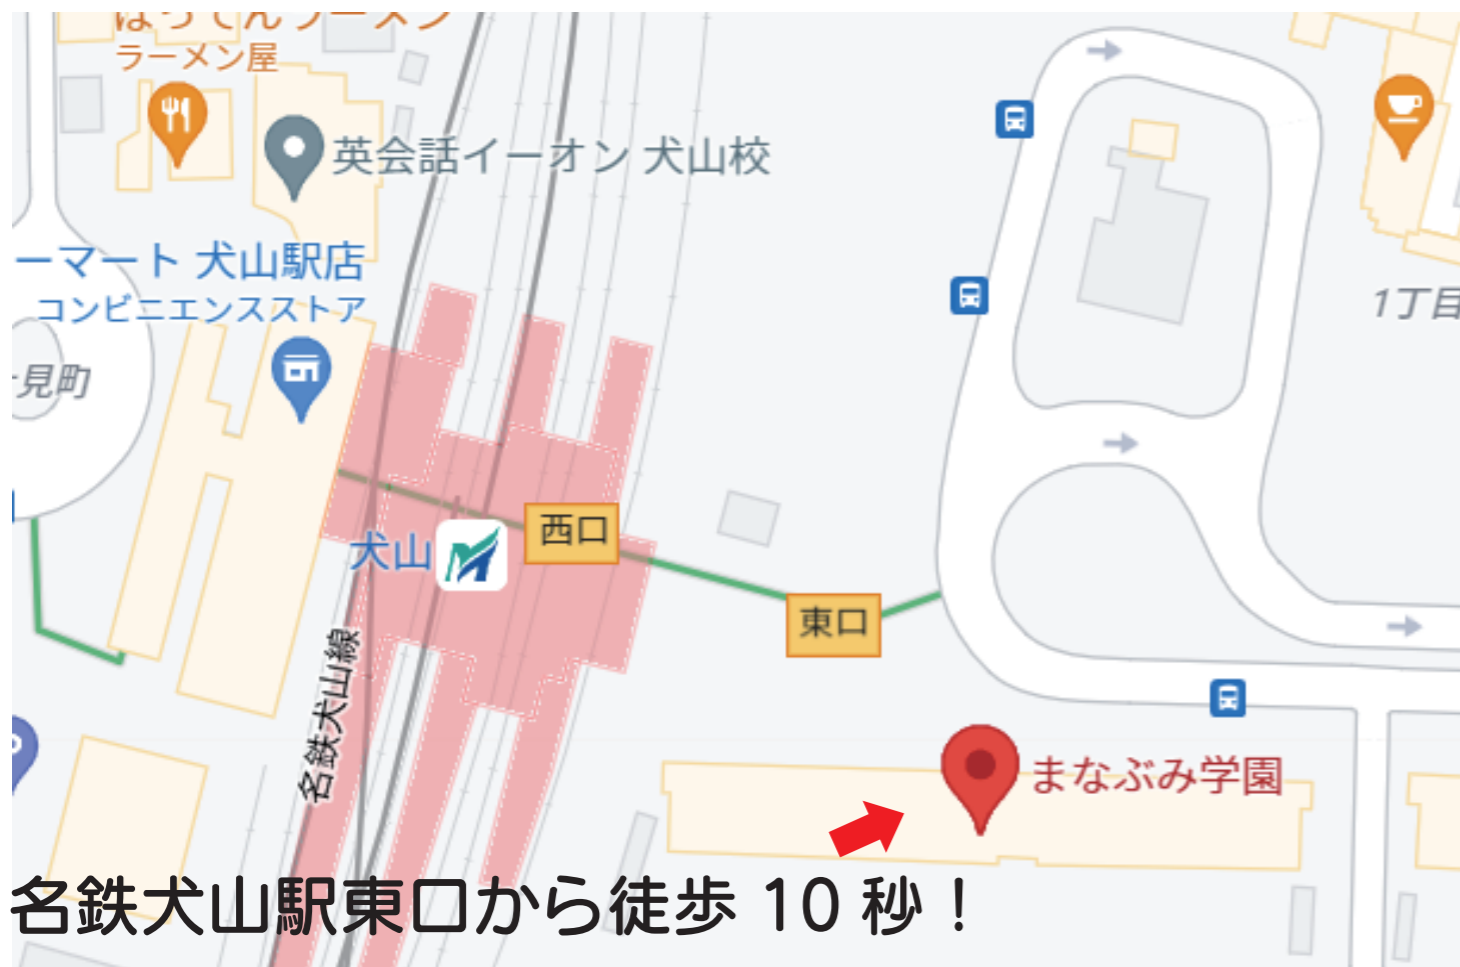 ラーメン屋
英会話イーオン 犬山校
ーマート 犬山駅店
コンビニエンスストア
1丁目
見町
西口
犬山
東口
名鉄犬山線
まなぶみ学園
名鉄犬山駅東口から徒歩 10 秒！